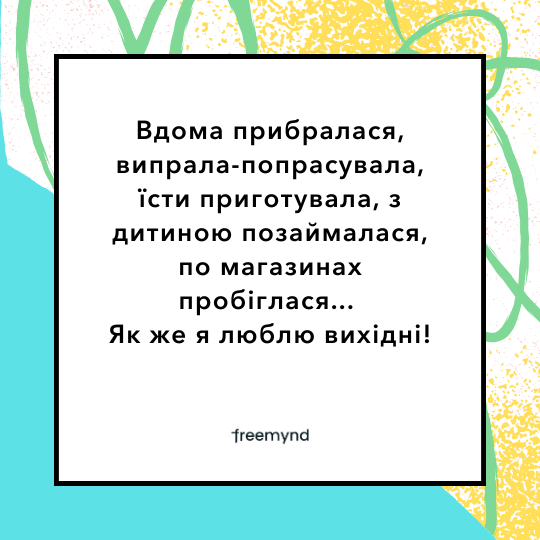 Вдома прибралася,
випрала-попрасувала,
їсти приготувала, з
дитиною позаймалася,
по магазинах
пробіглася...
Як же я люблю вихідні!
freemynd